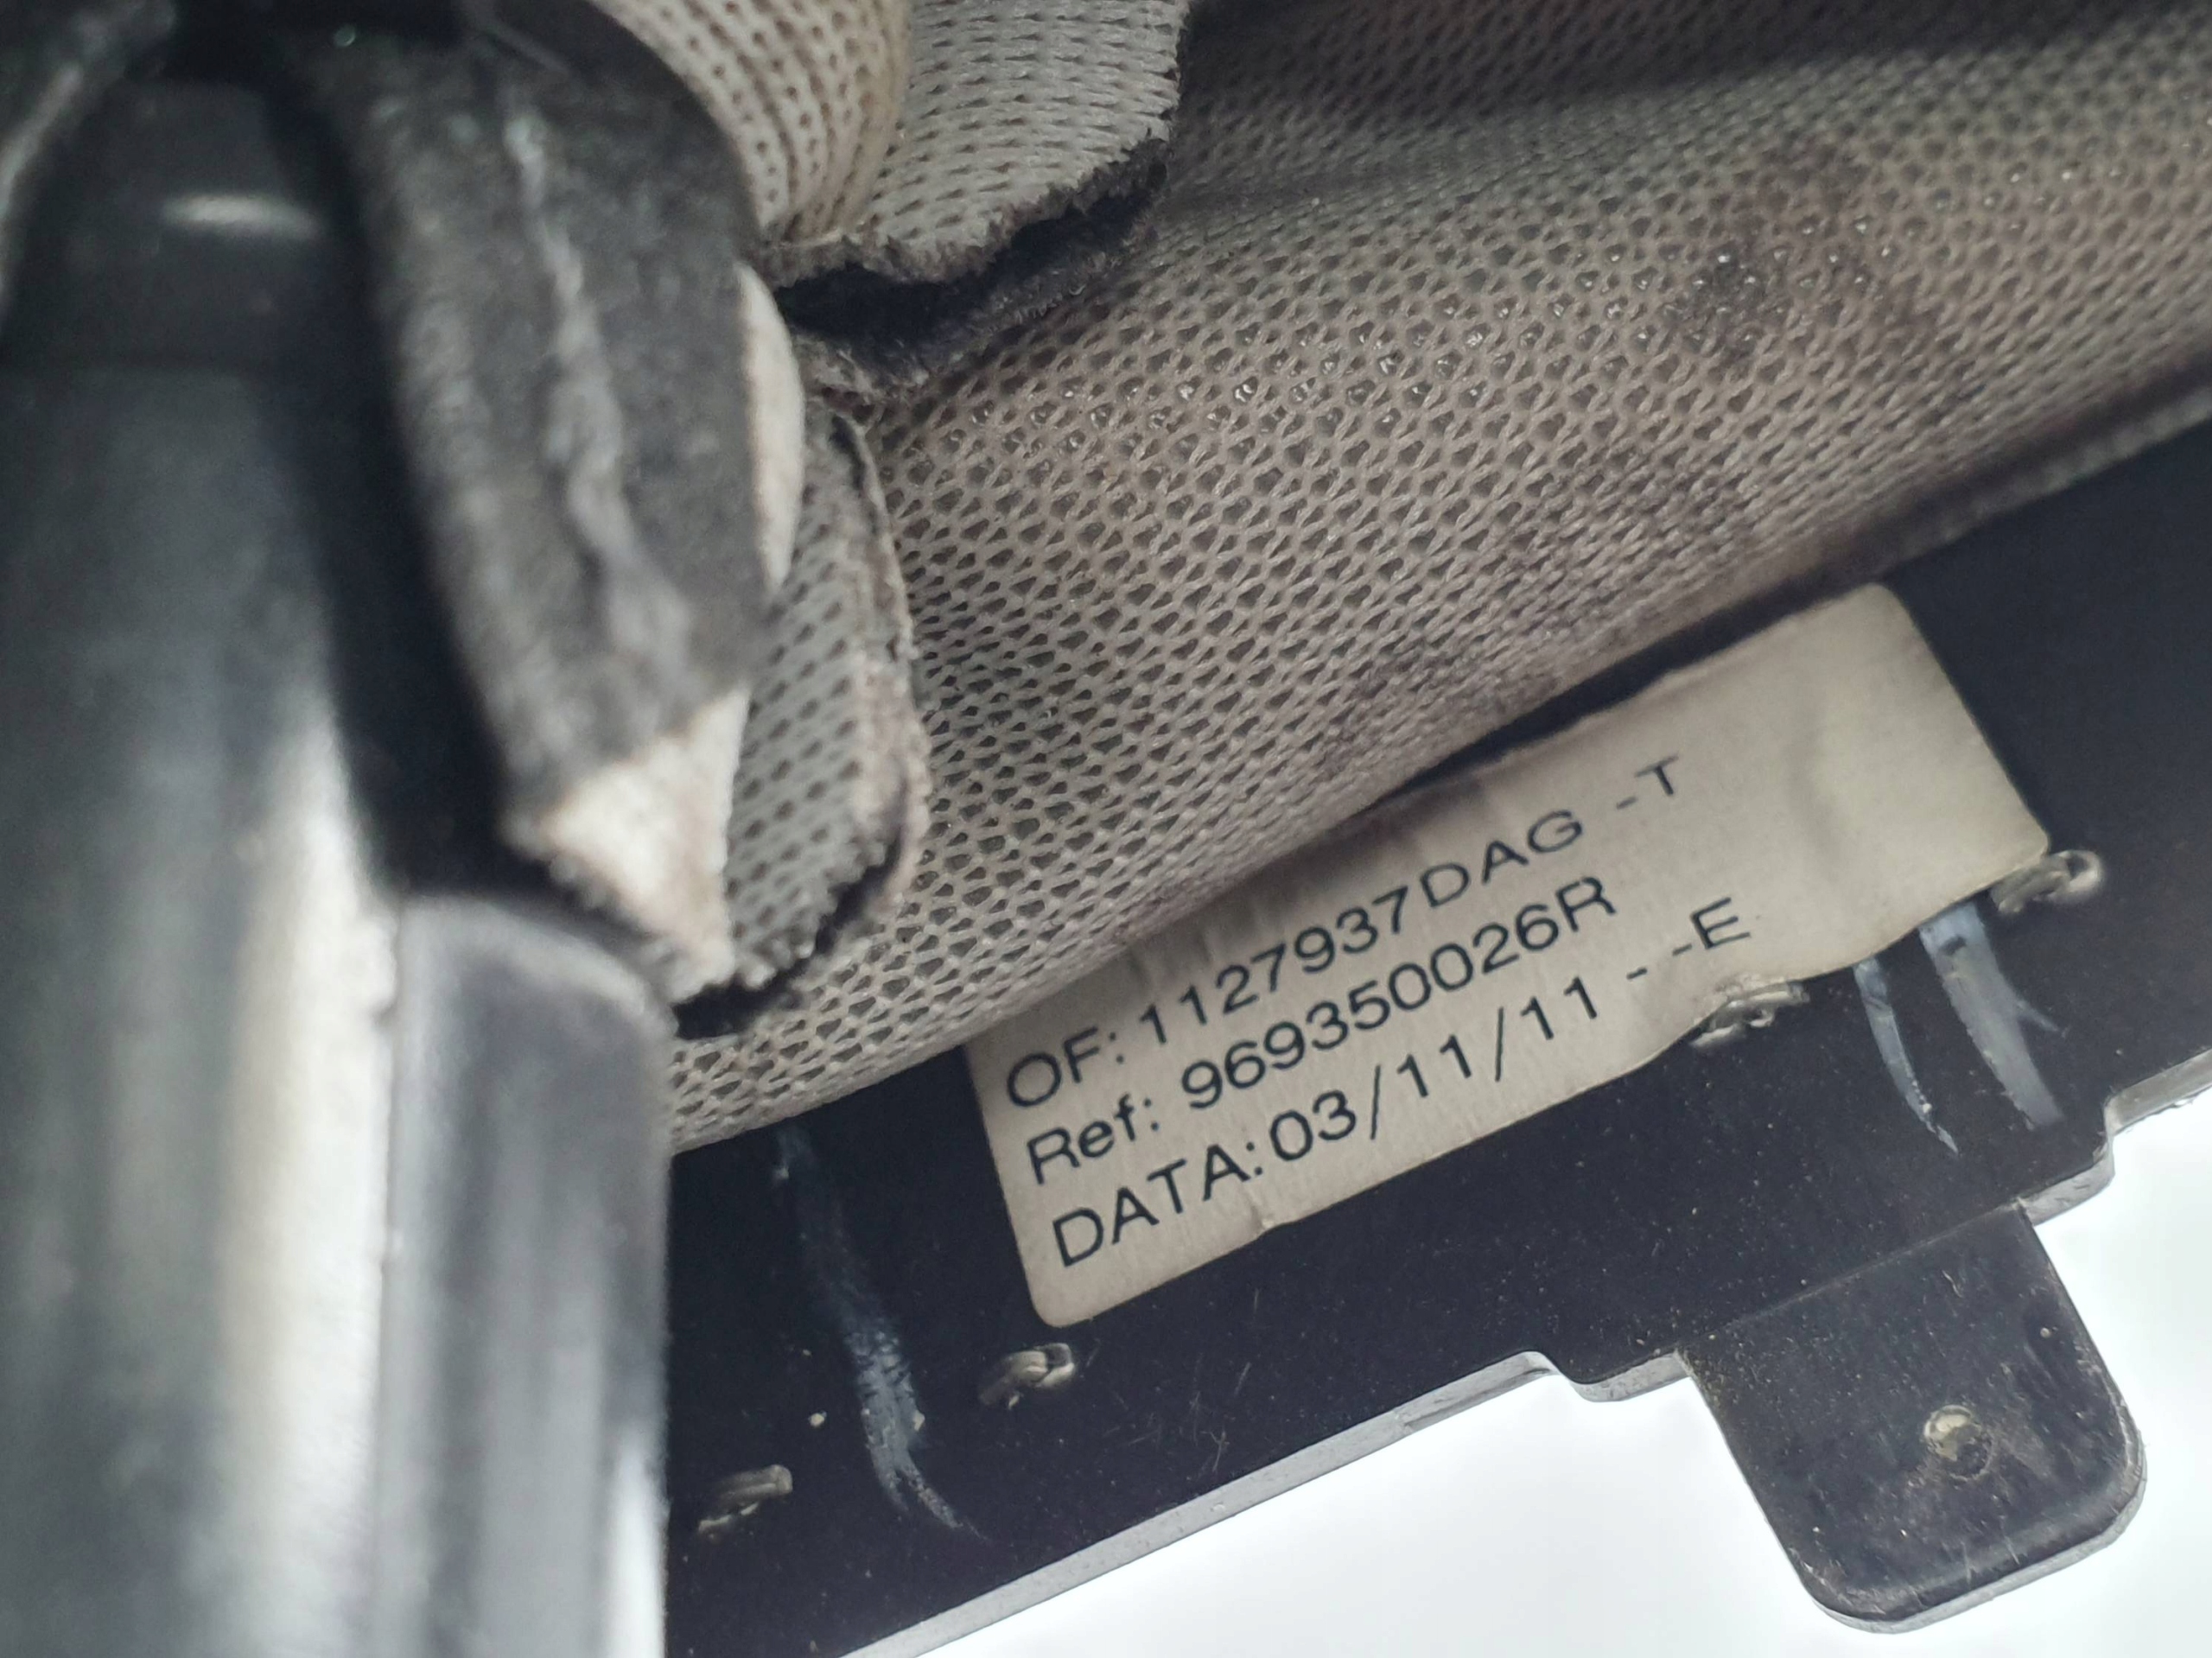 OF: 1127937DAG -T
Ref: 969350026R
DATA:03/11/11 - -E